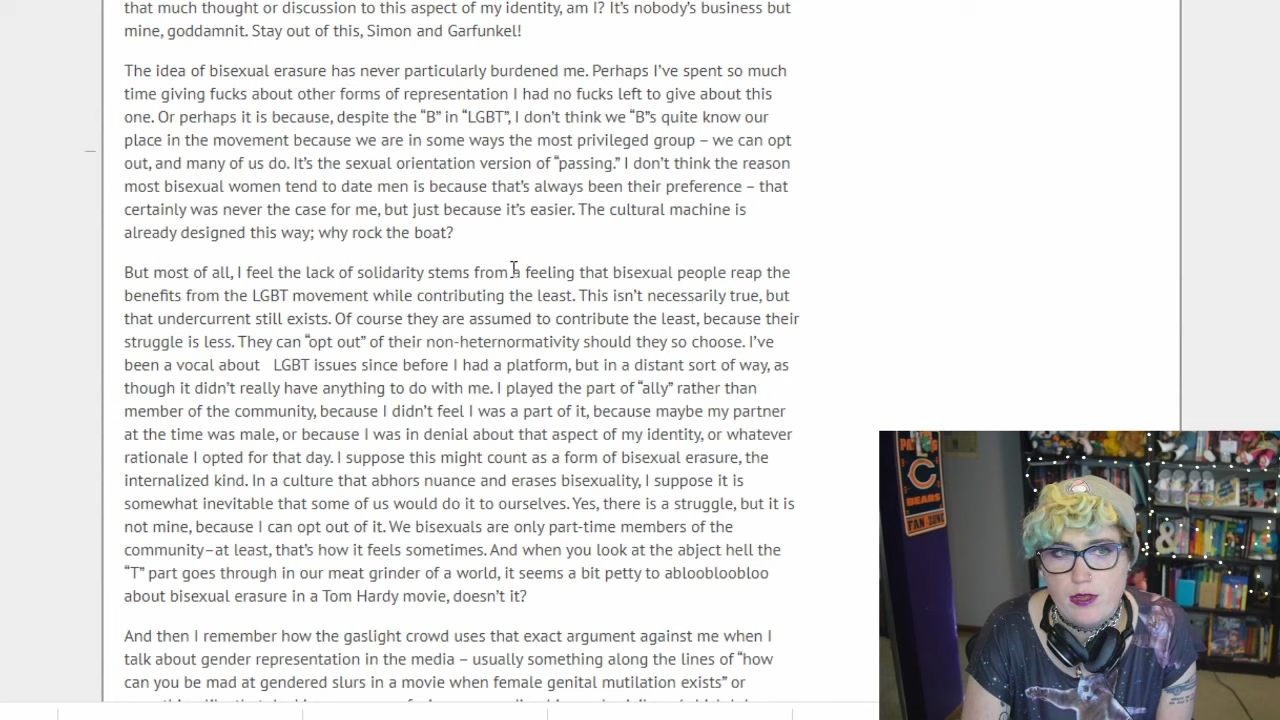 that much thought or discussion to this aspect of my identity, am I? It’s nobody’s business but
mine, goddamnit. Stay out of this, Simon and Garfunkel!
The idea of bisexual erasure has never particularly burdened me. Perhaps I’ve spent so much
time giving fucks about other forms of representation I had no fucks left to give about this
one. Or perhaps it is because, despite the “B” in “LGBT”, I don’t think we “B”s quite know our
place in the movement because we are in some ways the most privileged group – we can opt
out, and many of us do. It’s the sexual orientation version of “passing.” I don’t think the reason
most bisexual women tend to date men is because that’s always been their preference – that
certainly was never the case for me, but just because it’s easier. The cultural machine is
already designed this way; why rock the boat?
But most of all, I feel the lack of solidarity stems from a feeling that bisexual people reap the
benefits from the LGBT movement while contributing the least. This isn’t necessarily true, but
that undercurrent still exists. Of course they are assumed to contribute the least, because their
struggle is less. They can “opt out” of their non-heternormativity should they so choose. I’ve
been a vocal about LGBT issues since before I had a platform, but in a distant sort of way, as
though it didn’t really have anything to do with me. I played the part of “ally” rather than
member of the community, because I didn’t feel I was a part of it, because maybe my partner
at the time was male, or because I was in denial about that aspect of my identity, or whatever
rationale I opted for that day. I suppose this might count as a form of bisexual erasure, the
internalized kind. In a culture that abhors nuance and erases bisexuality, I suppose it is
somewhat inevitable that some of us would do it to ourselves. Yes, there is a struggle, but it is
not mine, because I can opt out of it. We bisexuals are only part-time members of the
community–at least, that’s how it feels sometimes. And when you look at the abject hell the
“T” part goes through in our meat grinder of a world, it seems a bit petty to abloobloobloo
about bisexual erasure in a Tom Hardy movie, doesn’t it?
And then I remember how the gaslight crowd uses that exact argument against me when I
talk about gender representation in the media – usually something along the lines of “how
can you be mad at gendered slurs in a movie when female genital mutilation exists” or
BEARS
FAN
&